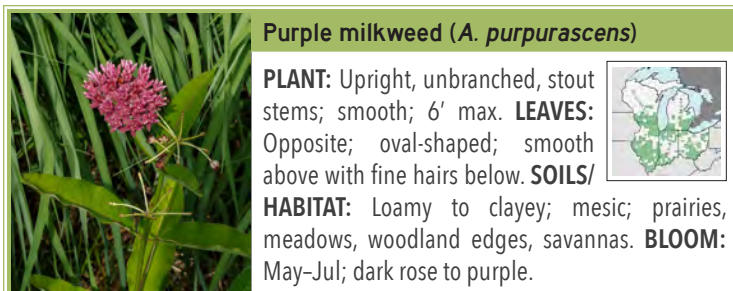 Purple milkweed (A. purpurascens)
PLANT: Upright, unbranched, stout
stems; smooth; 6' max. LEAVES:
Opposite; oval-shaped; smooth
above with fine hairs below. SOILS/
HABITAT: Loamy to clayey; mesic; prairies,
meadows, woodland edges, savannas. BLOOM:
May–Jul; dark rose to purple.